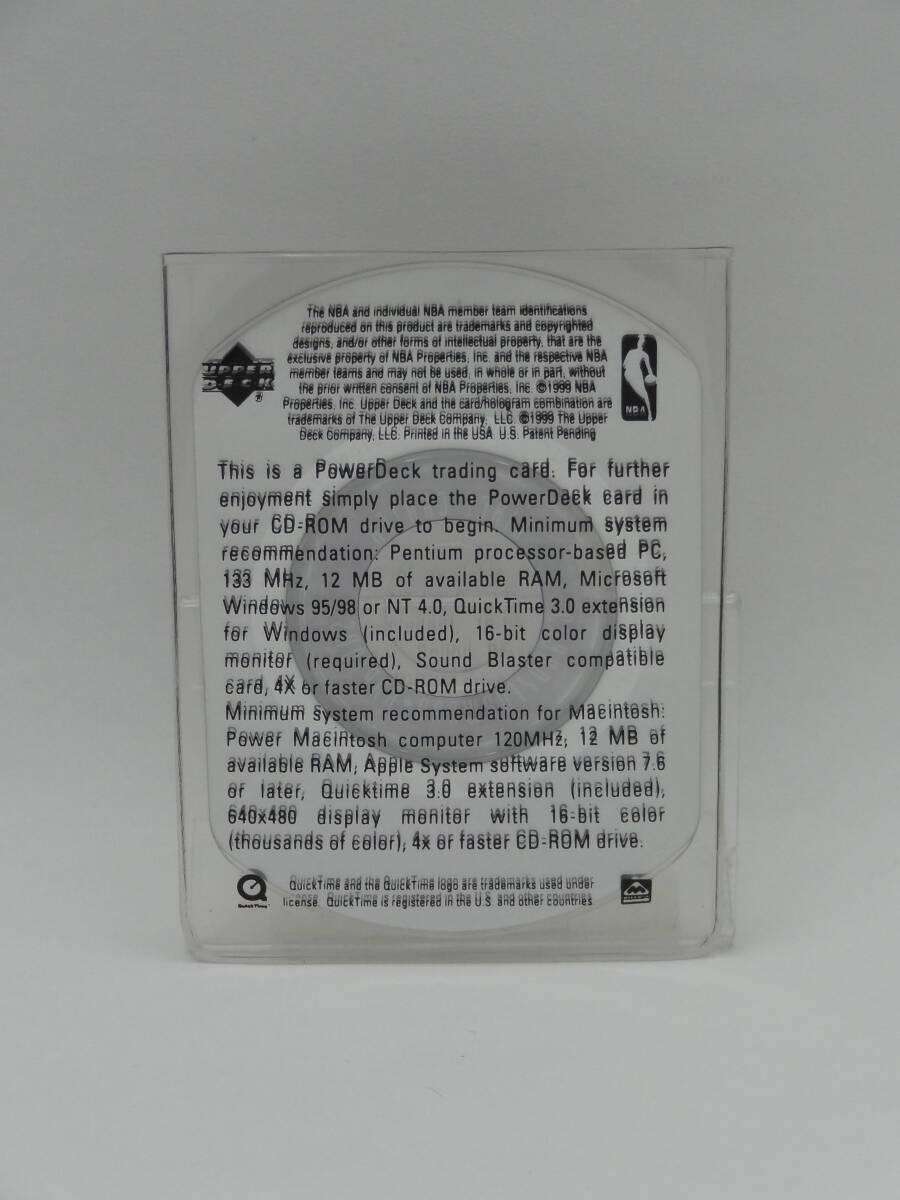 The NBA and individual NBA member team identifications
reproduced on this product are trademarks and copyrighted
designs, and/or other forms of intellectual property, that are the
exclusive property of NBA Properties, Inc. and the respective NBA
member teams and may not be used, in whole or in part, without
the prior written consent of NBA Properties, Inc. ©1999 NBA
Properties, Inc. Upper Deck and the card/hologram combination are
trademarks of The Upper Deck Company, LLC. ©1999 The Upper
Deck Company, LLC. Printed in the USA. U.S. Patent Pending
UPPER
DECK
®
NBA
This is a PowerDeck trading card. For further
enjoyment simply place the PowerDeck card in
your CD-ROM drive to begin. Minimum system
recommendation: Pentium processor-based PC,
133 MHz, 12 MB of available RAM, Microsoft
Windows 95/98 or NT 4.0, QuickTime 3.0 extension
for Windows (included), 16-bit color display
monitor (required), Sound Blaster compatible
card, 4X or faster CD-ROM drive.
Minimum system recommendation for Macintosh:
Power Macintosh computer 120MHz, 12 MB of
available RAM, Apple System software version 7.6
or later, Quicktime 3.0 extension (included),
640x480 display monitor with 16-bit color
(thousands of color), 4x or faster CD-ROM drive.
QuickTime™
QuickTime and the QuickTime logo are trademarks used under
license. QuickTime is registered in the U.S. and other countries.